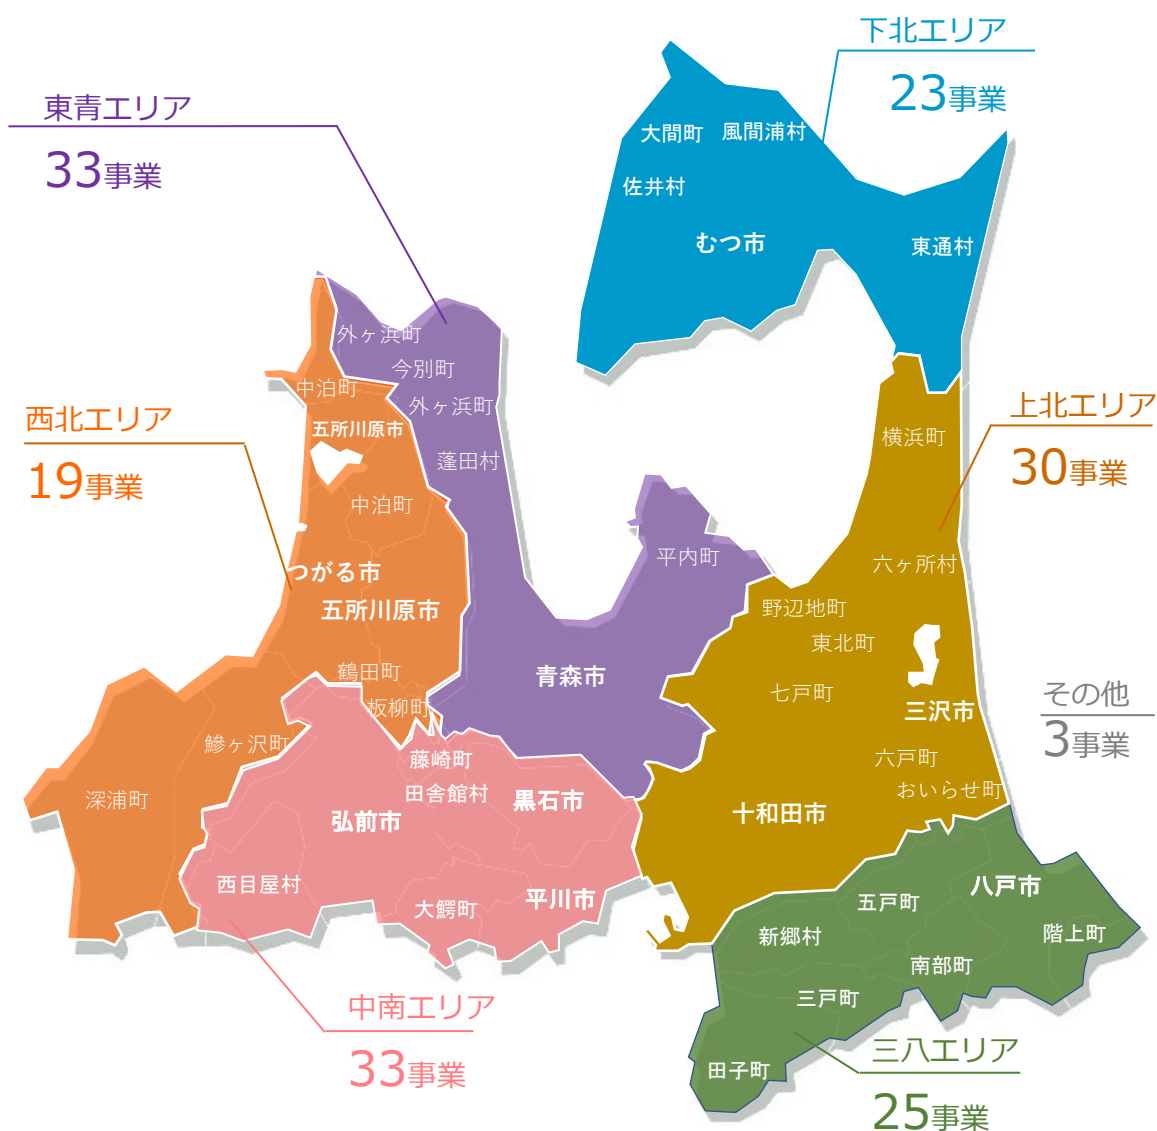 下北エリア
23事業
東青エリア
33事業
大間町
風間浦村
佐井村
むつ市
東通村
外ヶ浜町
今別町
中泊町
外ヶ浜町
西北エリア
19事業
五所川原市
蓬田村
中泊町
上北エリア
30事業
横浜町
平内町
六ヶ所村
つがる市
五所川原市
野辺地町
東北町
鶴田町
板柳町
青森市
七戸町
三沢市
その他
3事業
鰺ヶ沢町
深浦町
藤崎町
田舎館村
黒石市
弘前市
十和田市
六戸町
おいらせ町
西目屋村
大鰐町
平川市
五戸町
八戸市
新郷村
南部町
階上町
三戸町
田子町
中南エリア
33事業
三八エリア
25事業